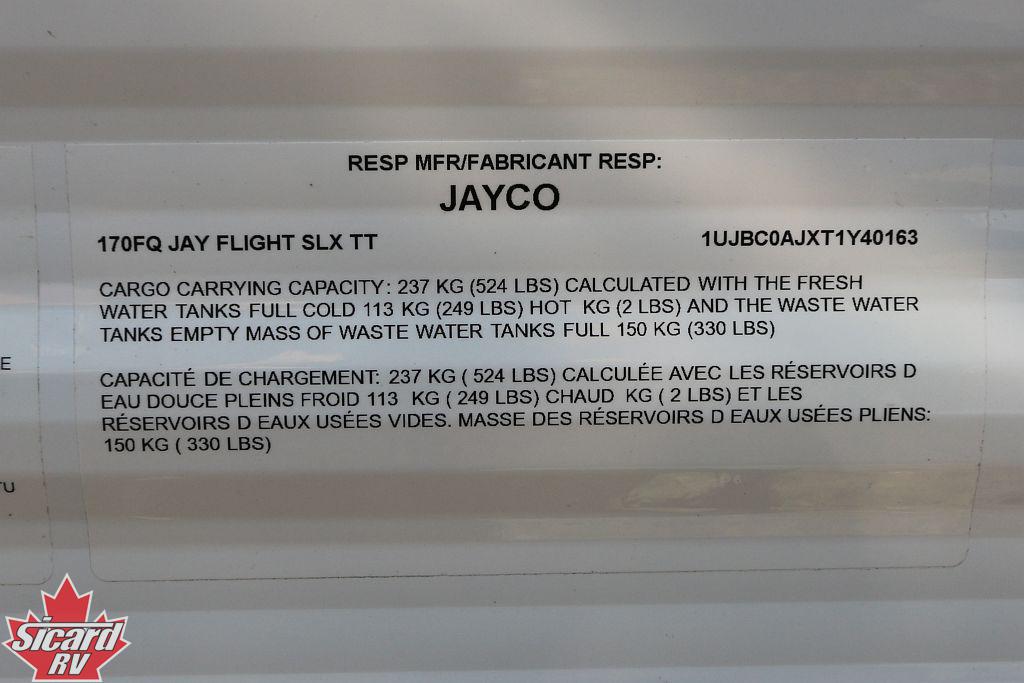 RESP MFR/FABRICANT RESP:
JAYCO
170FQ JAY FLIGHT SLX TT 1UJBC0AJXT1Y40163
CARGO CARRYING CAPACITY: 237 KG (524 LBS) CALCULATED WITH THE FRESH
WATER TANKS FULL COLD 113 KG (249 LBS) HOT KG (2 LBS) AND THE WASTE WATER
TANKS EMPTY MASS OF WASTE WATER TANKS FULL 150 KG (330 LBS)
CAPACITÉ DE CHARGEMENT: 237 KG ( 524 LBS) CALCULÉE AVEC LES RÉSERVOIRS D
EAU DOUCE PLEINS FROID 113 KG ( 249 LBS) CHAUD KG ( 2 LBS) ET LES
RÉSERVOIRS D EAUX USÉES VIDES. MASSE DES RÉSERVOIRS D EAUX USÉES PLIENS:
150 KG ( 330 LBS)
E
TU
Sicard
RV